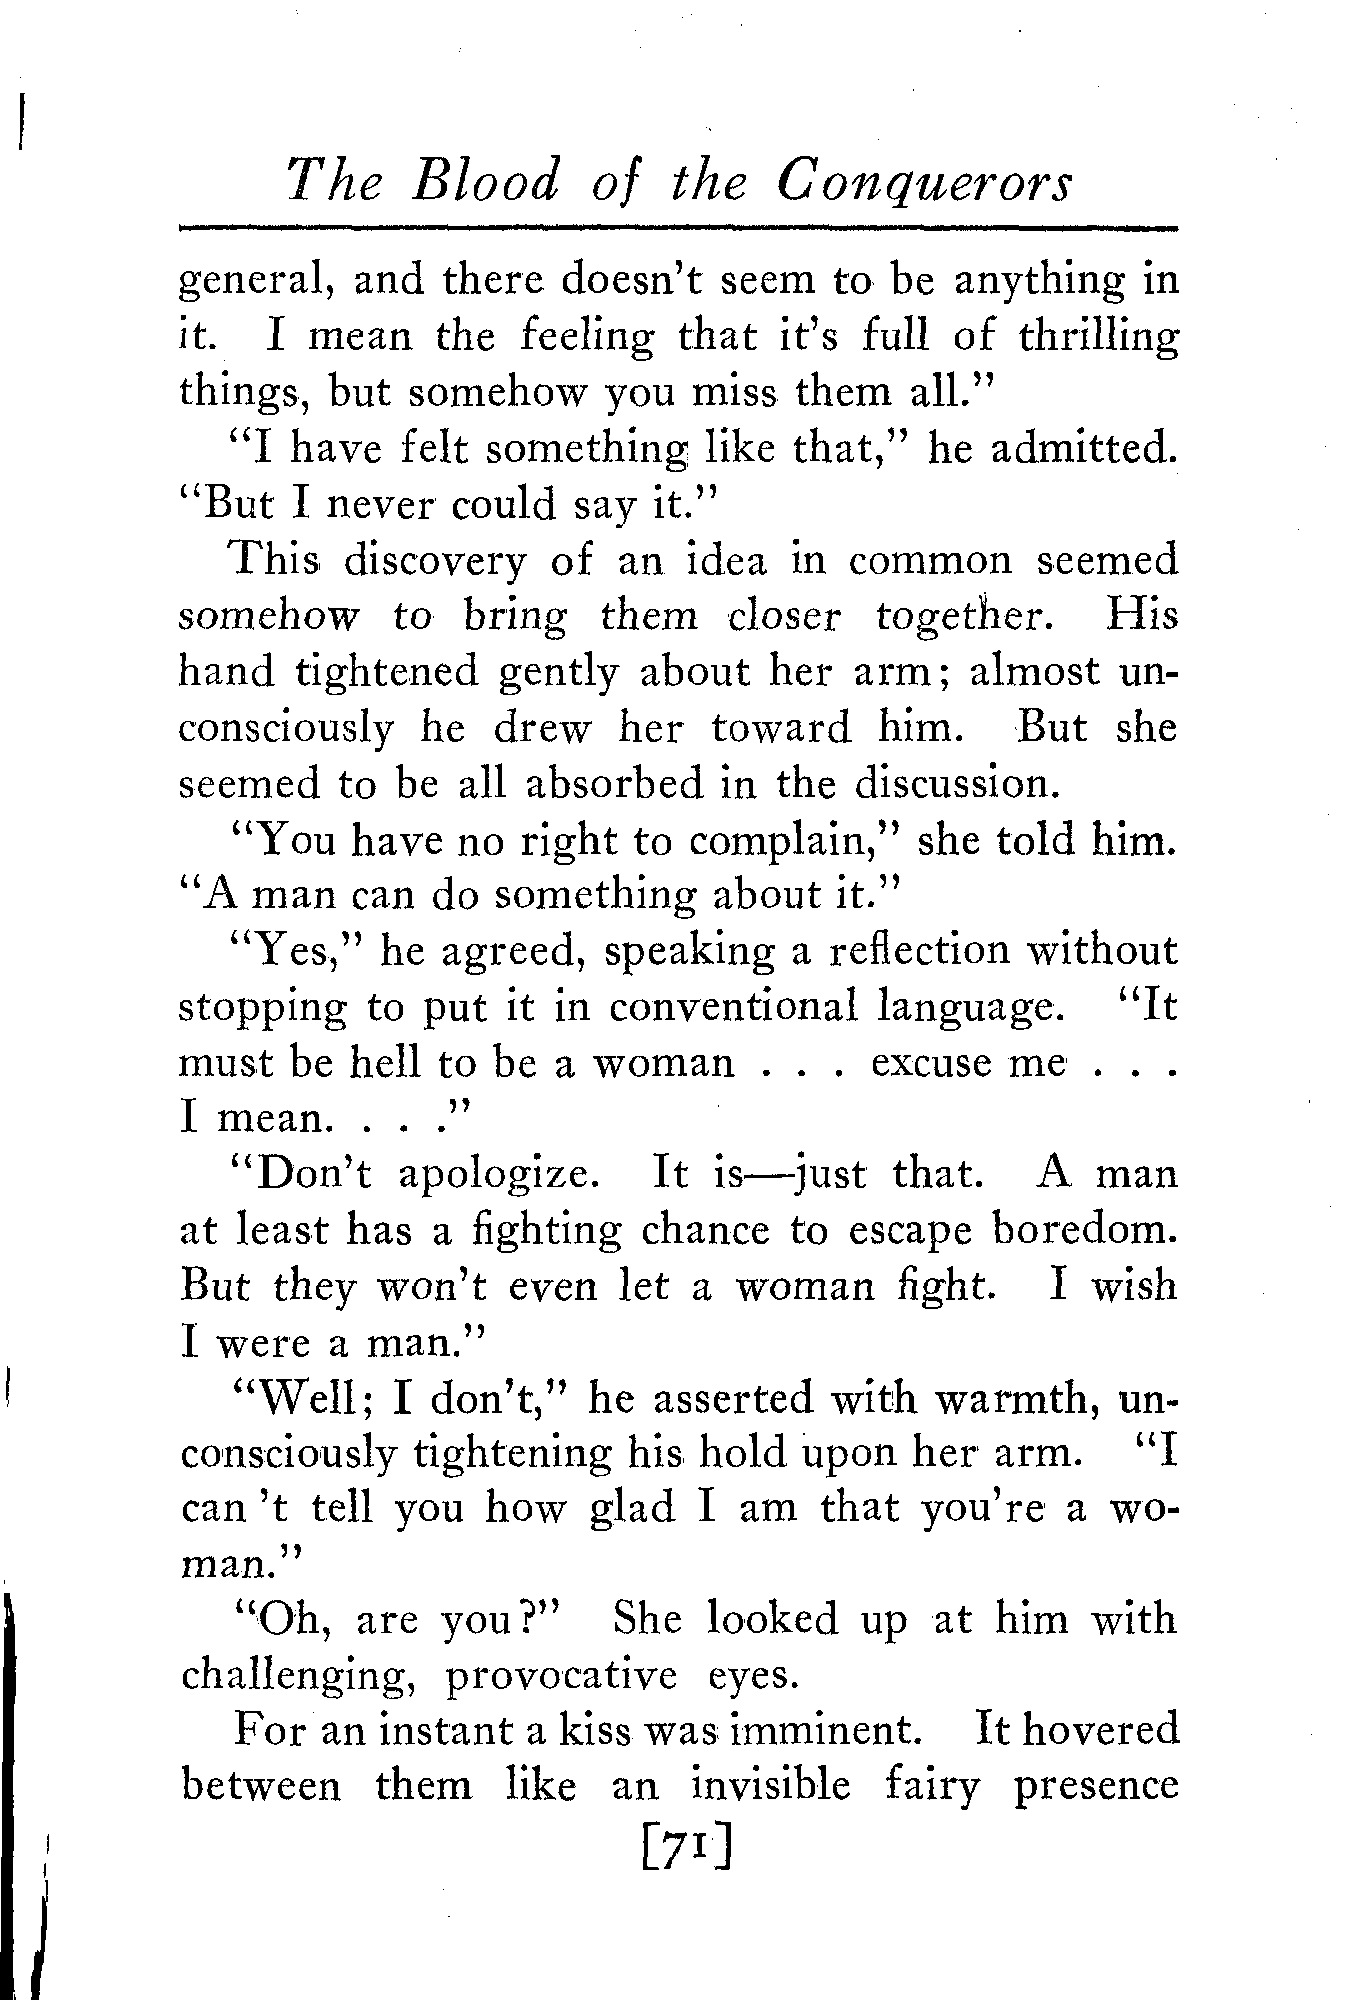 The Blood of the Conquerors
general, and there doesn't seem to be anything in
it. I mean the feeling that it's full of thrilling
things, but somehow you miss them all."
"I have felt something like that," he admitted.
"But I never could say it."
This discovery of an idea in common seemed
somehow to bring them closer together. His
hand tightened gently about her arm; almost un-
consciously he drew her toward him. But she
seemed to be all absorbed in the discussion.
"You have no right to complain," she told him.
"A man can do something about it."
"Yes," he agreed, speaking a reflection without
stopping to put it in conventional language. "It
must be hell to be a woman . . . excuse me . . .
I mean. . . ."
"Don't apologize. It is—just that. A man
at least has a fighting chance to escape boredom.
But they won't even let a woman fight. I wish
I were a man."
"Well; I don't," he asserted with warmth, un-
consciously tightening his hold upon her arm. "I
can 't tell you how glad I am that you're a wo-
man."
"Oh, are you?" She looked up at him with
challenging, provocative eyes.
For an instant a kiss was imminent. It hovered
between them like an invisible fairy presence
[71]